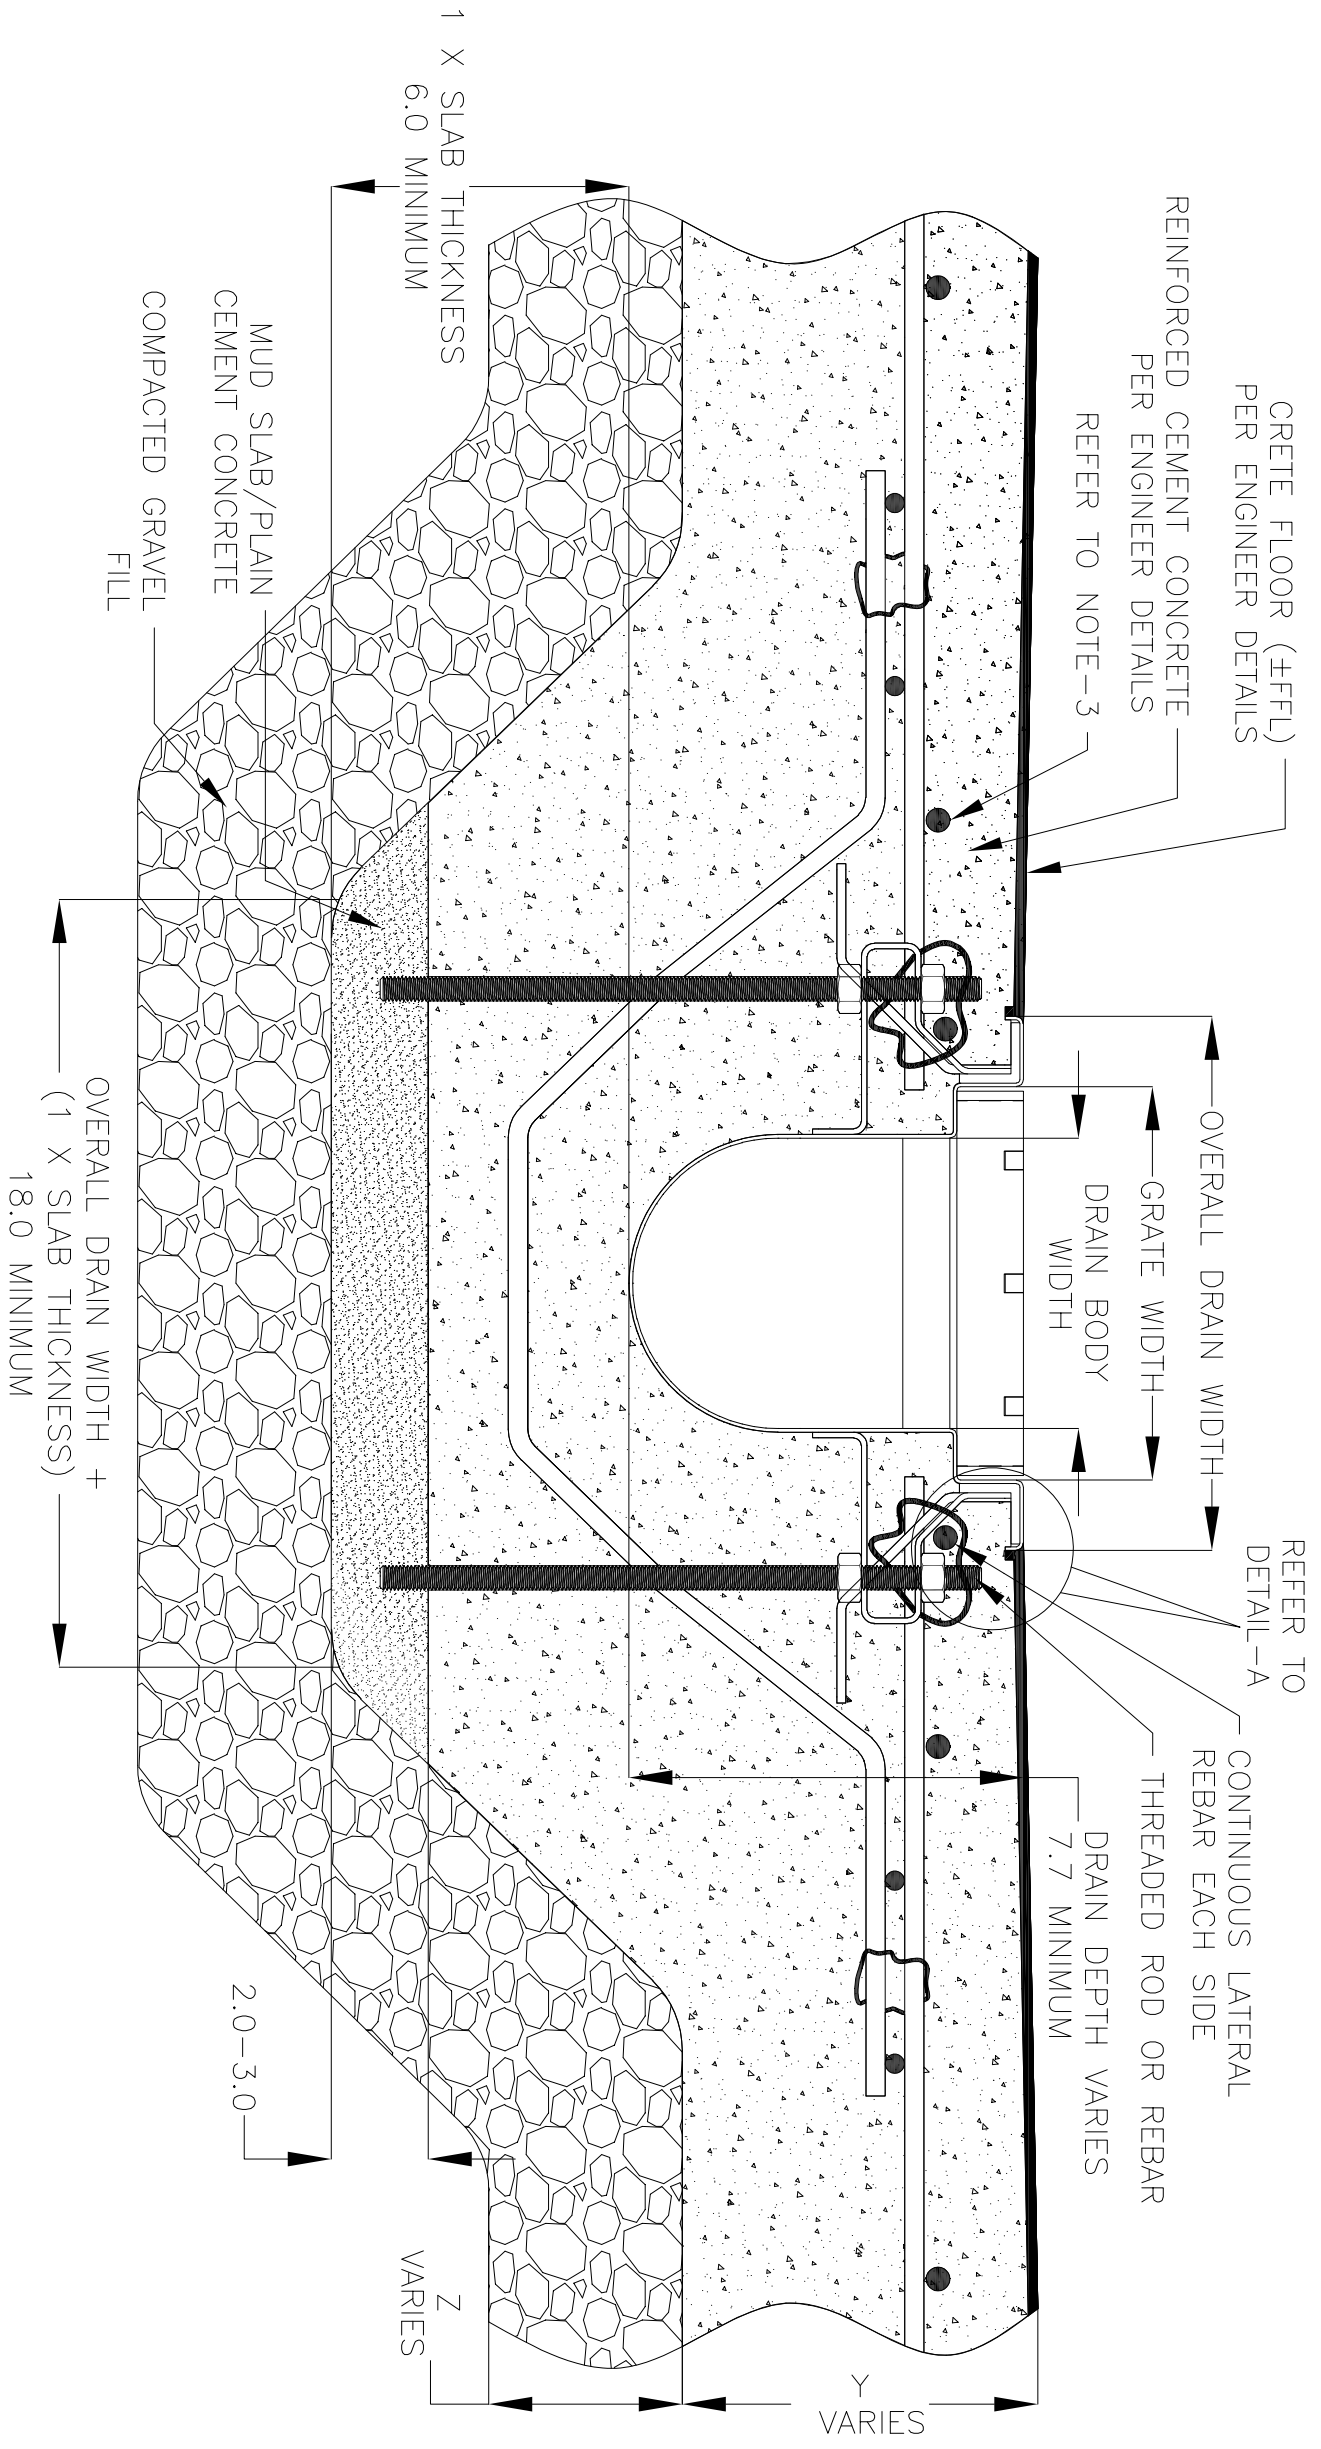 CRETE FLOOR (±FFL)
PER ENGINEER DETAILS
REINFORCED CEMENT CONCRETE
PER ENGINEER DETAILS
REFER TO NOTE-3
OVERALL DRAIN WIDTH
GRATE WIDTH
DRAIN BODY
WIDTH
REFER TO
DETAIL-A
CONTINUOUS LATERAL
REBAR EACH SIDE
THREADED ROD OR REBAR
DRAIN DEPTH VARIES
7.7 MINIMUM
Y
VARIES
Z
VARIES
2.0-3.0
1 X SLAB THICKNESS
6.0 MINIMUM
MUD SLAB/PLAIN
CEMENT CONCRETE
COMPACTED GRAVEL
FILL
OVERALL DRAIN WIDTH +
(1 X SLAB THICKNESS)
18.0 MINIMUM